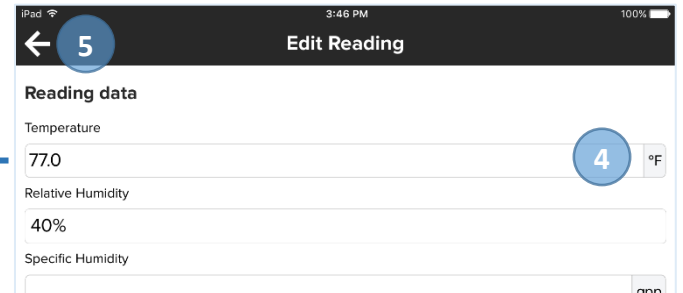 iPad 3:46 PM 100%
5 Edit Reading
Reading data
Temperature
77.0 4 °F
Relative Humidity
40%
Specific Humidity